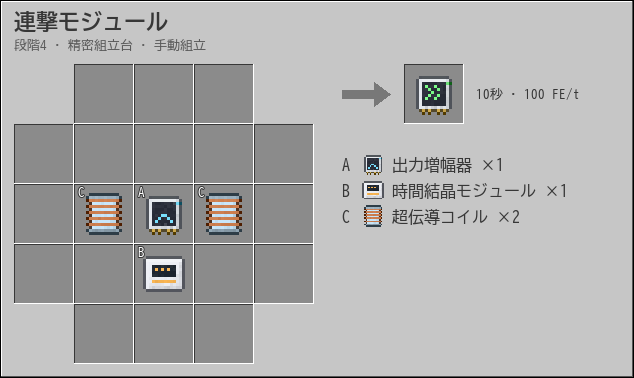 連撃モジュール
段階4 · 精密組立台 · 手動組立
10秒 · 100 FE/t
A 出力増幅器 ×1
B 時間結晶モジュール ×1
C 超伝導コイル ×2
C A C
B